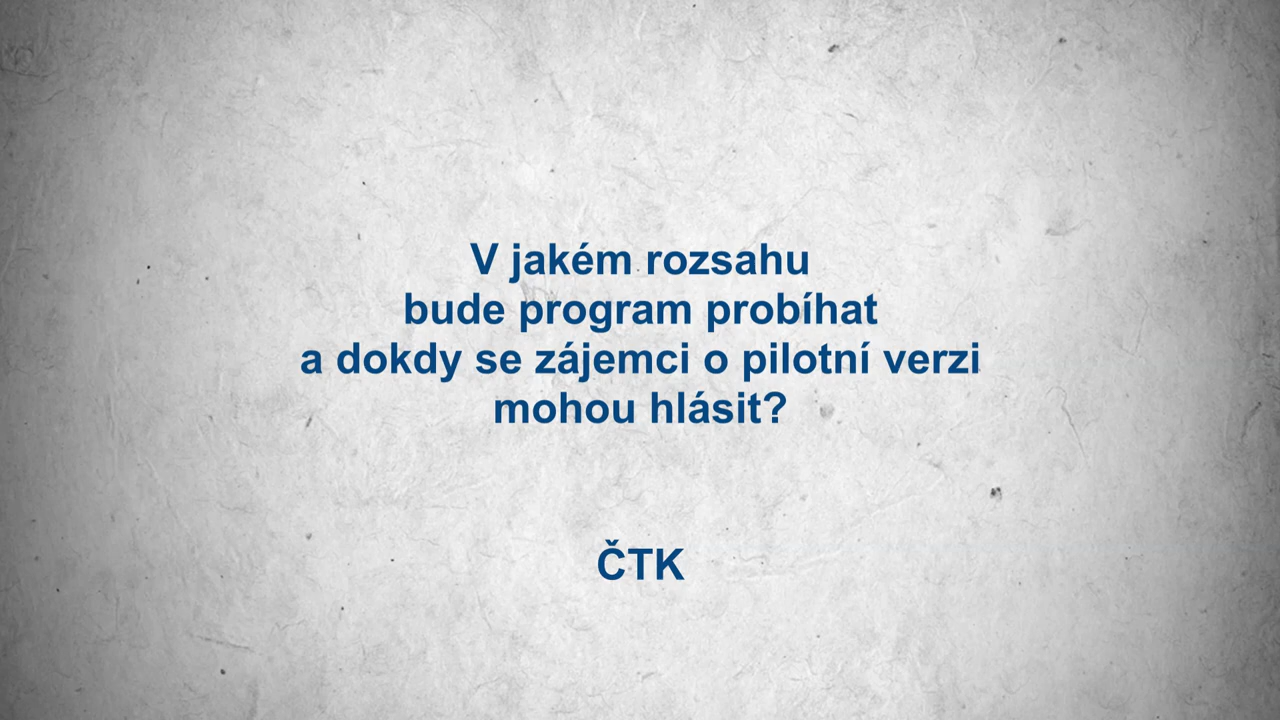 V jakém rozsahu
bude program probíhat
a dokdy se zájemci o pilotní verzi
mohou hlásit?
ČTK